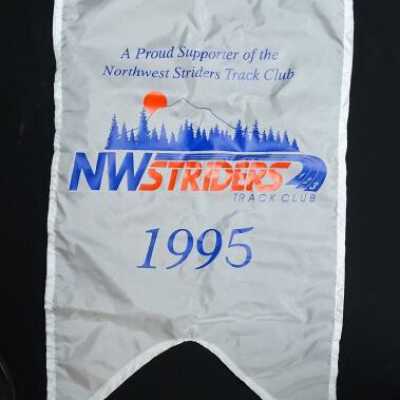 A Proud Supporter of the
Northwest Striders Track Club
NWSTRIDERS
TRACK CLUB
1995